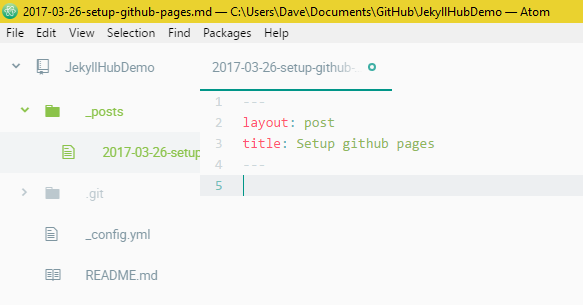 2017-03-26-setup-github-pages.md — C:\Users\Dave\Documents\GitHub\JekyllHubDemo — Atom
File Edit View Selection Find Packages Help
JekyllHubDemo
_posts
2017-03-26-setup
.git
_config.yml
README.md
2017-03-26-setup-github-..
1 ---
2 layout: post
3 title: Setup github pages
4 ---
5